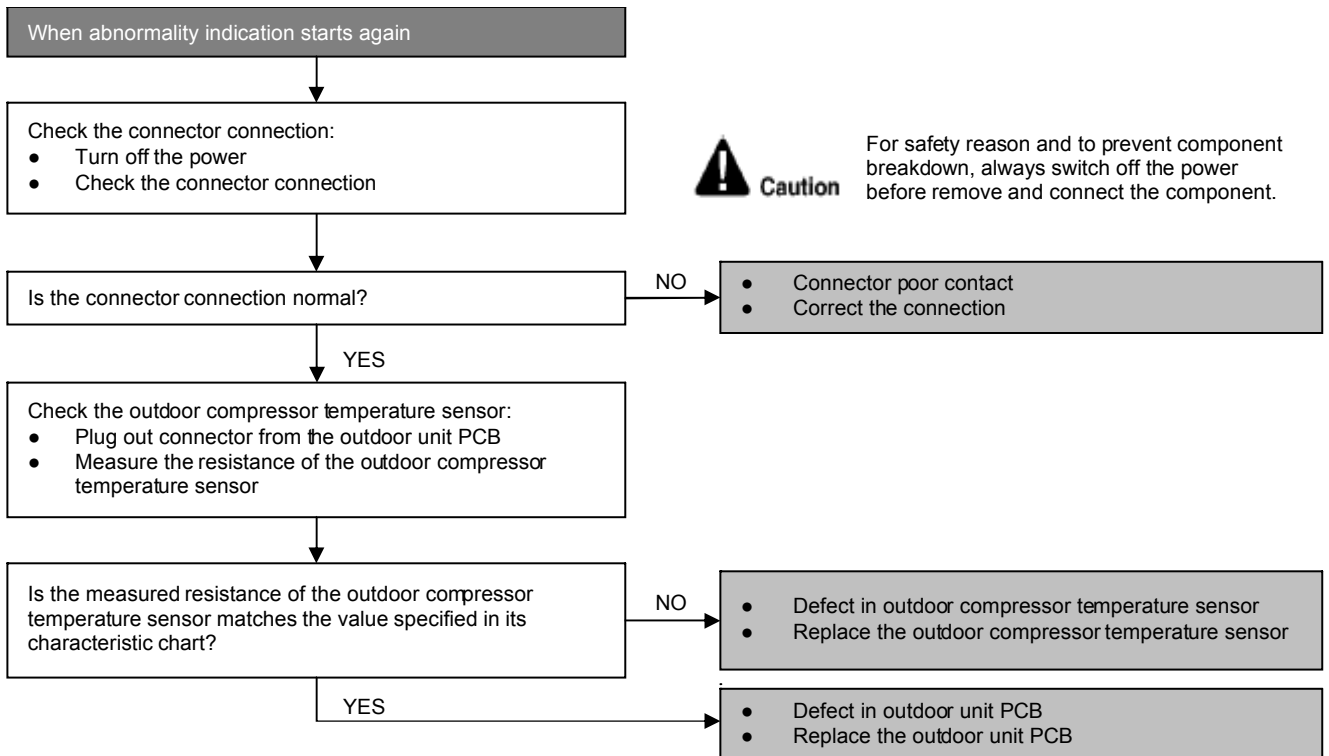 When abnormality indication starts again
Check the connector connection:
● Turn off the power
● Check the connector connection
Caution
For safety reason and to prevent component
breakdown, always switch off the power
before remove and connect the component.
Is the connector connection normal?
NO
● Connector poor contact
● Correct the connection
YES
Check the outdoor compressor temperature sensor:
● Plug out connector from the outdoor unit PCB
● Measure the resistance of the outdoor compressor
temperature sensor
Is the measured resistance of the outdoor compressor
temperature sensor matches the value specified in its
characteristic chart?
NO
● Defect in outdoor compressor temperature sensor
● Replace the outdoor compressor temperature sensor
YES
● Defect in outdoor unit PCB
● Replace the outdoor unit PCB